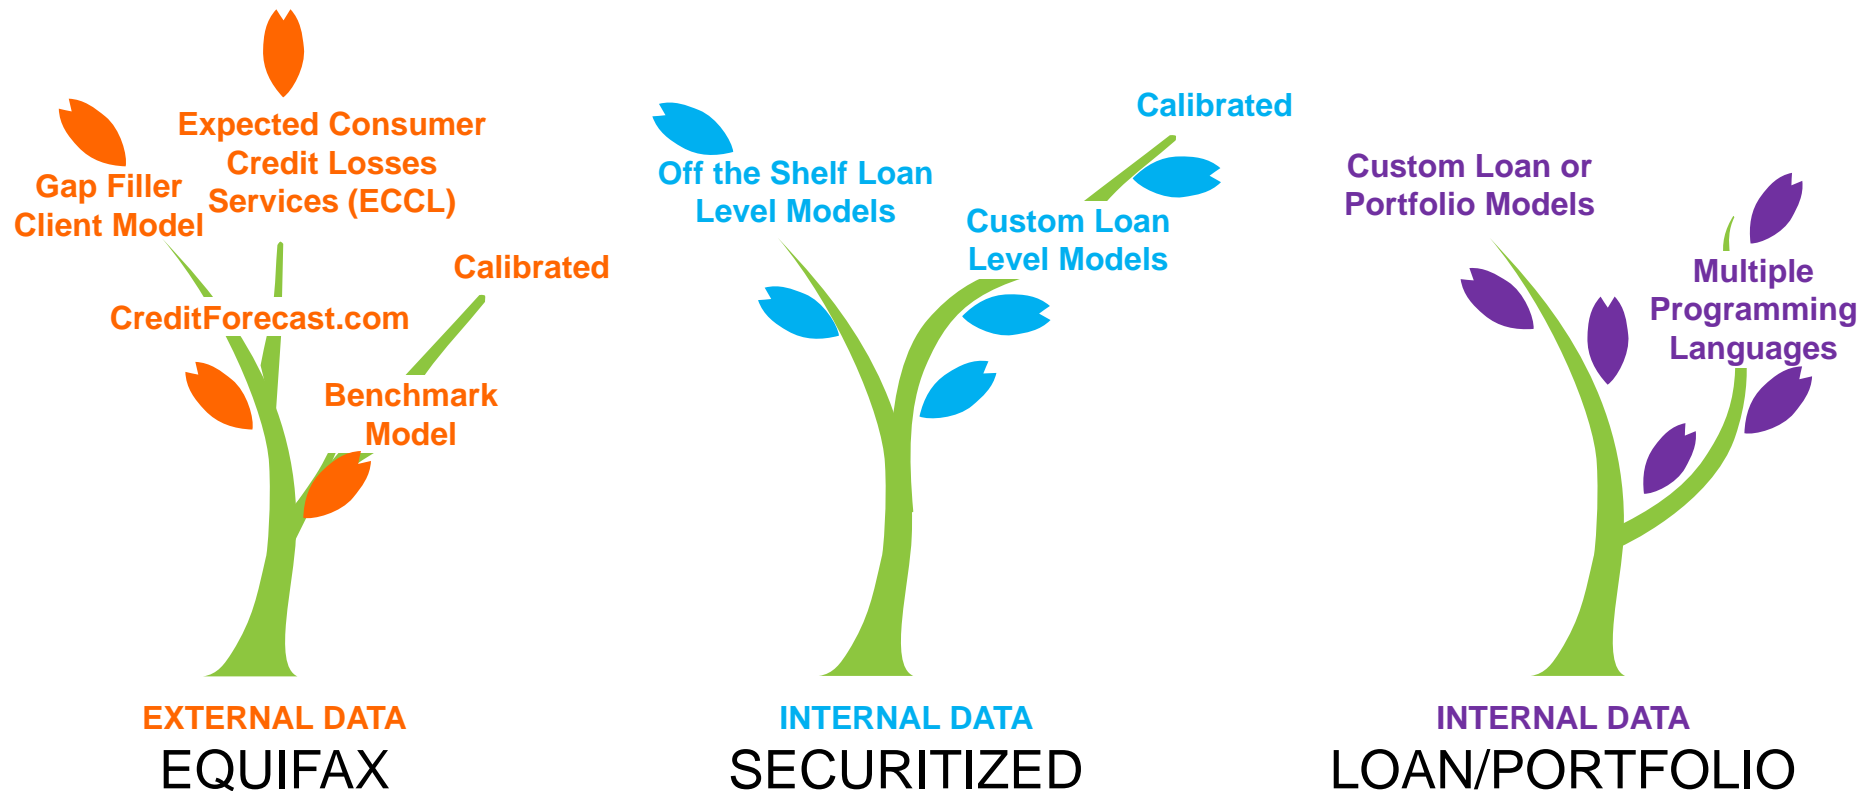 Expected Consumer
Credit Losses
Services (ECCL)
Gap Filler
Client Model
Calibrated
CreditForecast.com
Benchmark
Model
EXTERNAL DATA
EQUIFAX
Calibrated
Off the Shelf Loan
Level Models
Custom Loan
Level Models
INTERNAL DATA
SECURITIZED
Custom Loan or
Portfolio Models
Multiple
Programming
Languages
INTERNAL DATA
LOAN/PORTFOLIO